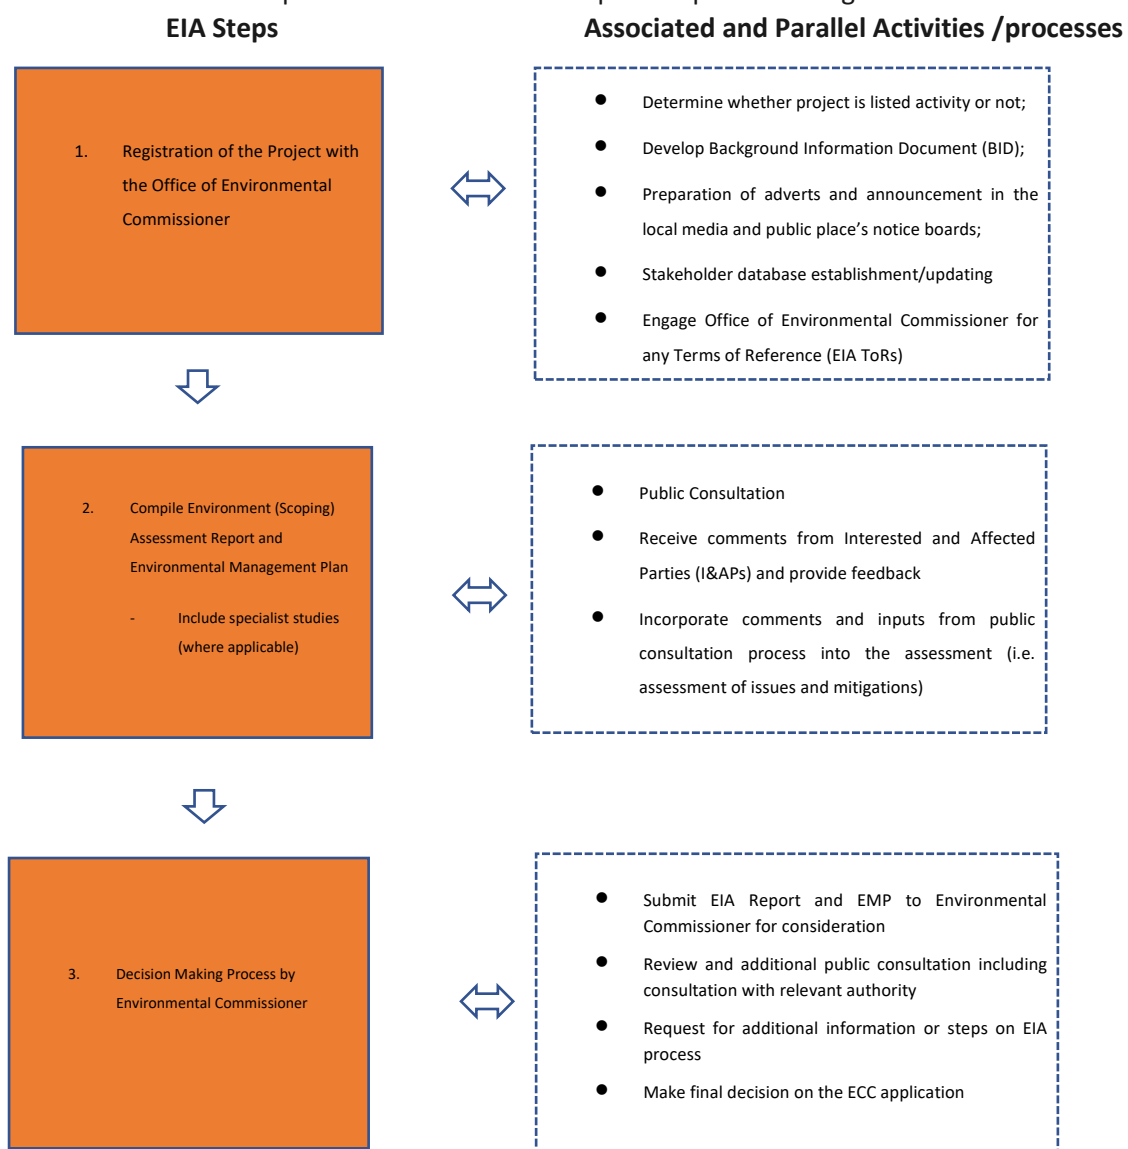 EIA Steps
Associated and Parallel Activities /processes
1. Registration of the Project with
the Office of Environmental
Commissioner
● Determine whether project is listed activity or not;
● Develop Background Information Document (BID);
● Preparation of adverts and announcement in the
local media and public place’s notice boards;
● Stakeholder database establishment/updating
● Engage Office of Environmental Commissioner for
any Terms of Reference (EIA ToRs)
2. Compile Environment (Scoping)
Assessment Report and
Environmental Management Plan
- Include specialist studies
(where applicable)
● Public Consultation
● Receive comments from Interested and Affected
Parties (I&APs) and provide feedback
● Incorporate comments and inputs from public
consultation process into the assessment (i.e.
assessment of issues and mitigations)
3. Decision Making Process by
Environmental Commissioner
● Submit EIA Report and EMP to Environmental
Commissioner for consideration
● Review and additional public consultation including
consultation with relevant authority
● Request for additional information or steps on EIA
process
● Make final decision on the ECC application